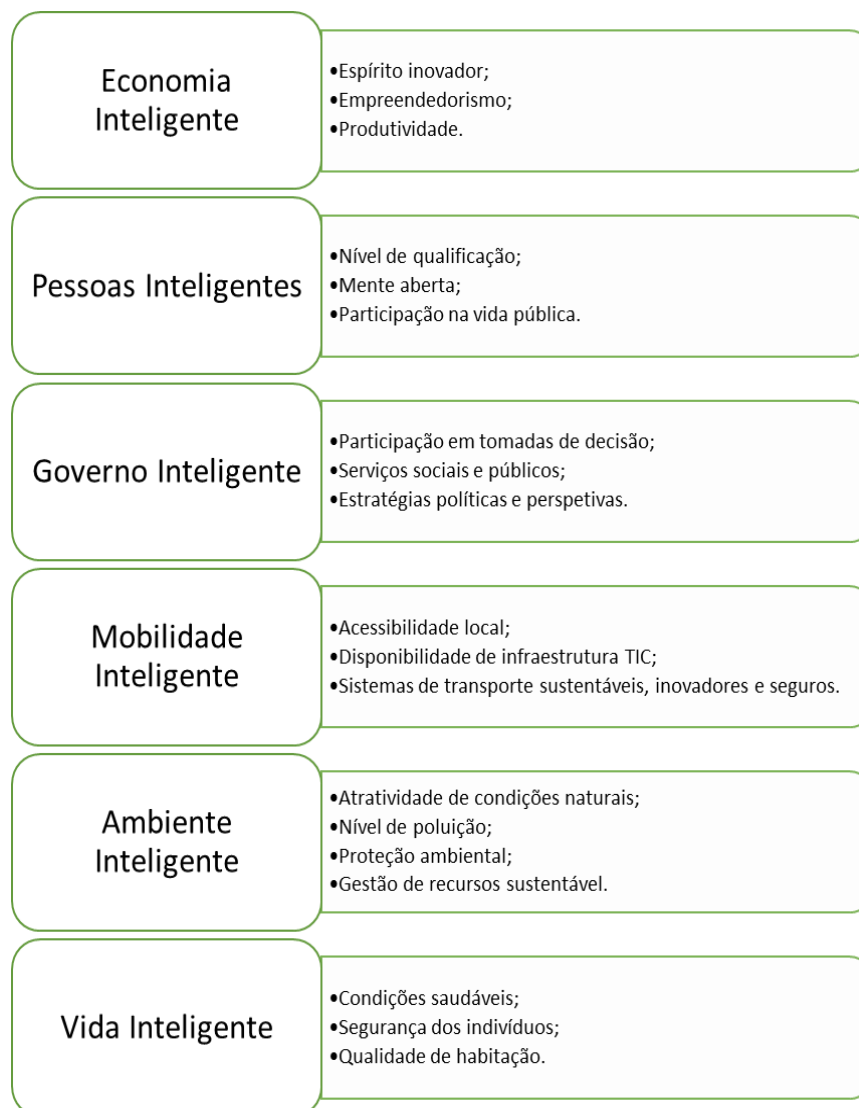 Economia
Inteligente
•Espírito inovador;
•Empreendedorismo;
•Produtividade.
Pessoas Inteligentes
•Nível de qualificação;
•Mente aberta;
•Participação na vida pública.
Governo Inteligente
•Participação em tomadas de decisão;
•Serviços sociais e públicos;
•Estratégias políticas e perspetivas.
Mobilidade
Inteligente
•Acessibilidade local;
•Disponibilidade de infraestrutura TIC;
•Sistemas de transporte sustentáveis, inovadores e seguros.
Ambiente
Inteligente
•Atratividade de condições naturais;
•Nível de poluição;
•Proteção ambiental;
•Gestão de recursos sustentável.
Vida Inteligente
•Condições saudáveis;
•Segurança dos indivíduos;
•Qualidade de habitação.